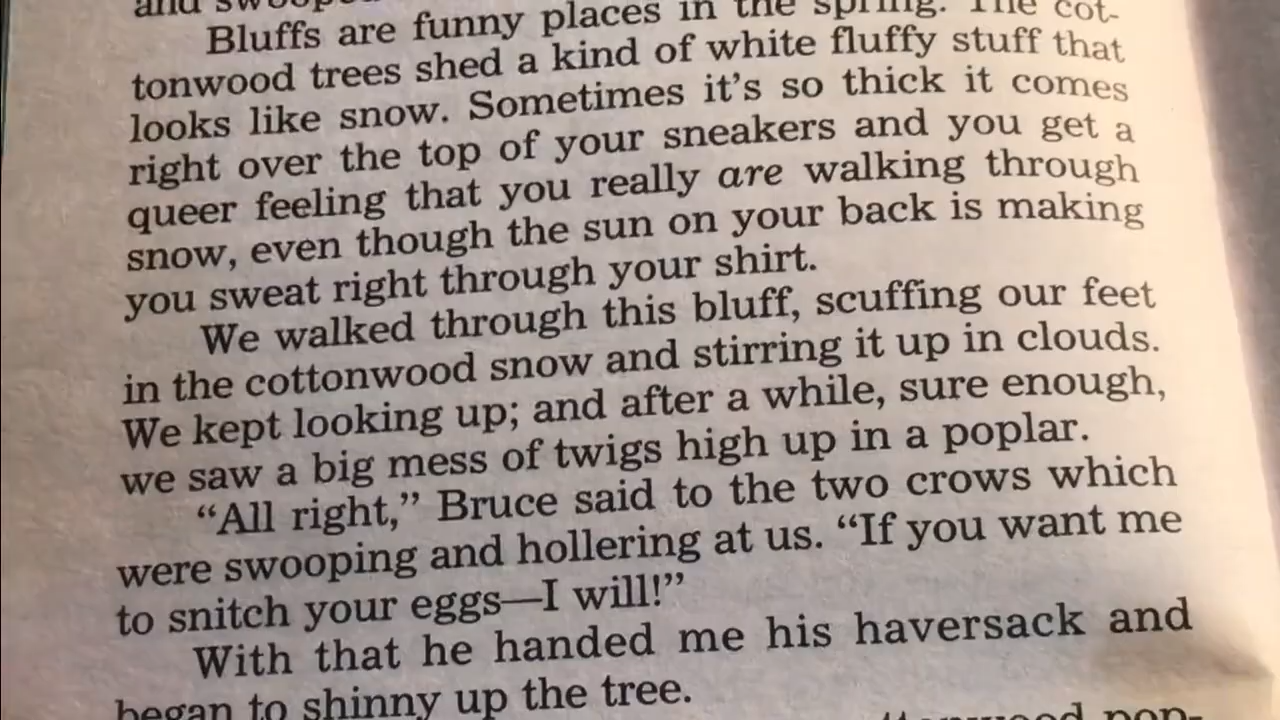 and swooped
Bluffs are funny places in the spring. The cot-
tonwood trees shed a kind of white fluffy stuff that
looks like snow. Sometimes it's so thick it comes
right over the top of your sneakers and you get a
queer feeling that you really are walking through
snow, even though the sun on your back is making
you sweat right through your shirt.
We walked through this bluff, scuffing our feet
in the cottonwood snow and stirring it up in clouds.
We kept looking up; and after a while, sure enough,
we saw a big mess of twigs high up in a poplar.
“All right,” Bruce said to the two crows which
were swooping and hollering at us. “If you want me
to snitch your eggs—I will!”
With that he handed me his haversack and
began to shinny up the tree.